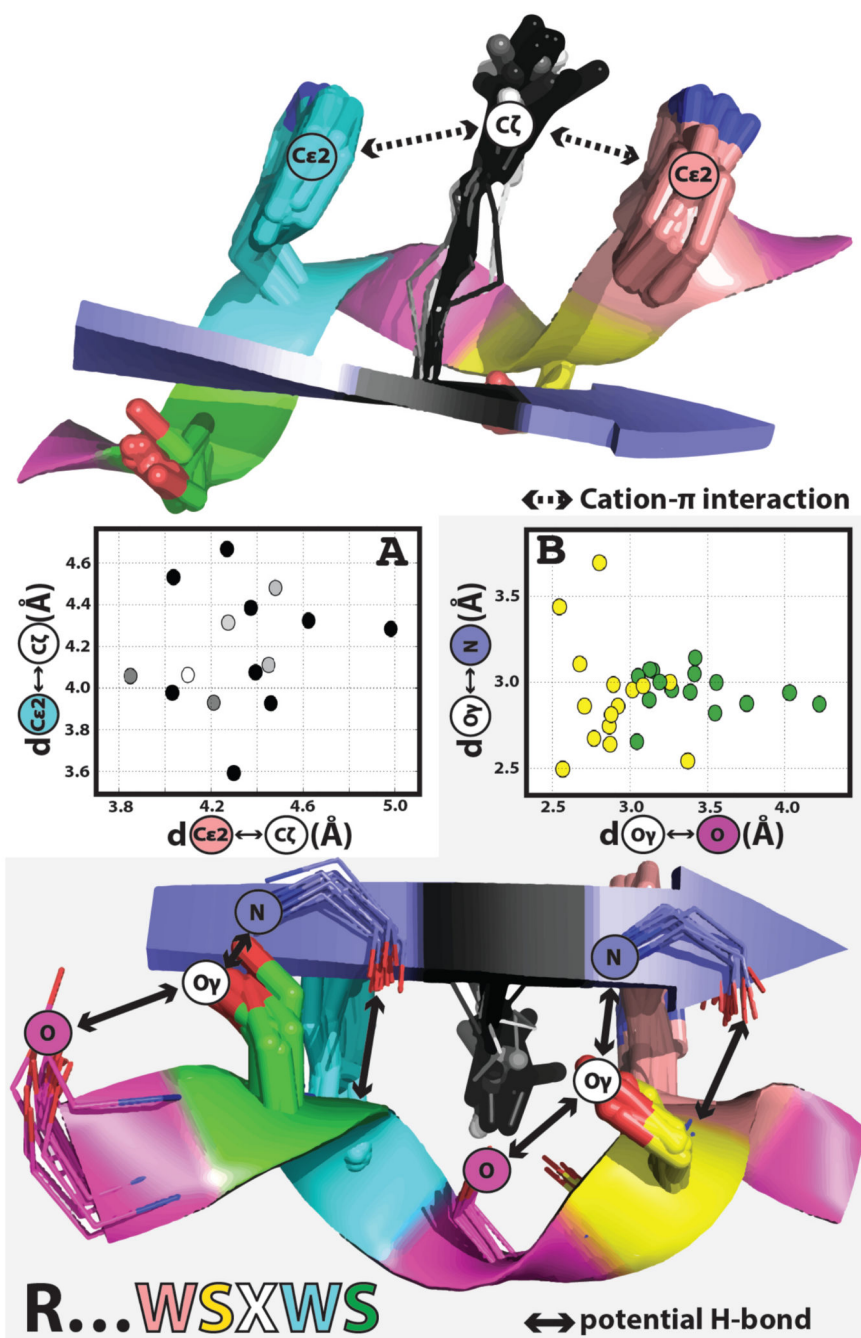 Cε2
Cζ
Cε2
Cation-π interaction
A
4.6
4.4
4.2
4.0
3.6
3.8
4.2
4.6
5.0
d Cε2 ↔ Cζ (Å)
d Cε2 ↔ Cζ (Å)
B
3.5
3.0
2.5
2.5
3.0
3.5
4.0
d Oγ ↔ N (Å)
d Oγ ↔ O (Å)
N
Oγ
O
N
Oγ
O
R...WSXWS
potential H-bond